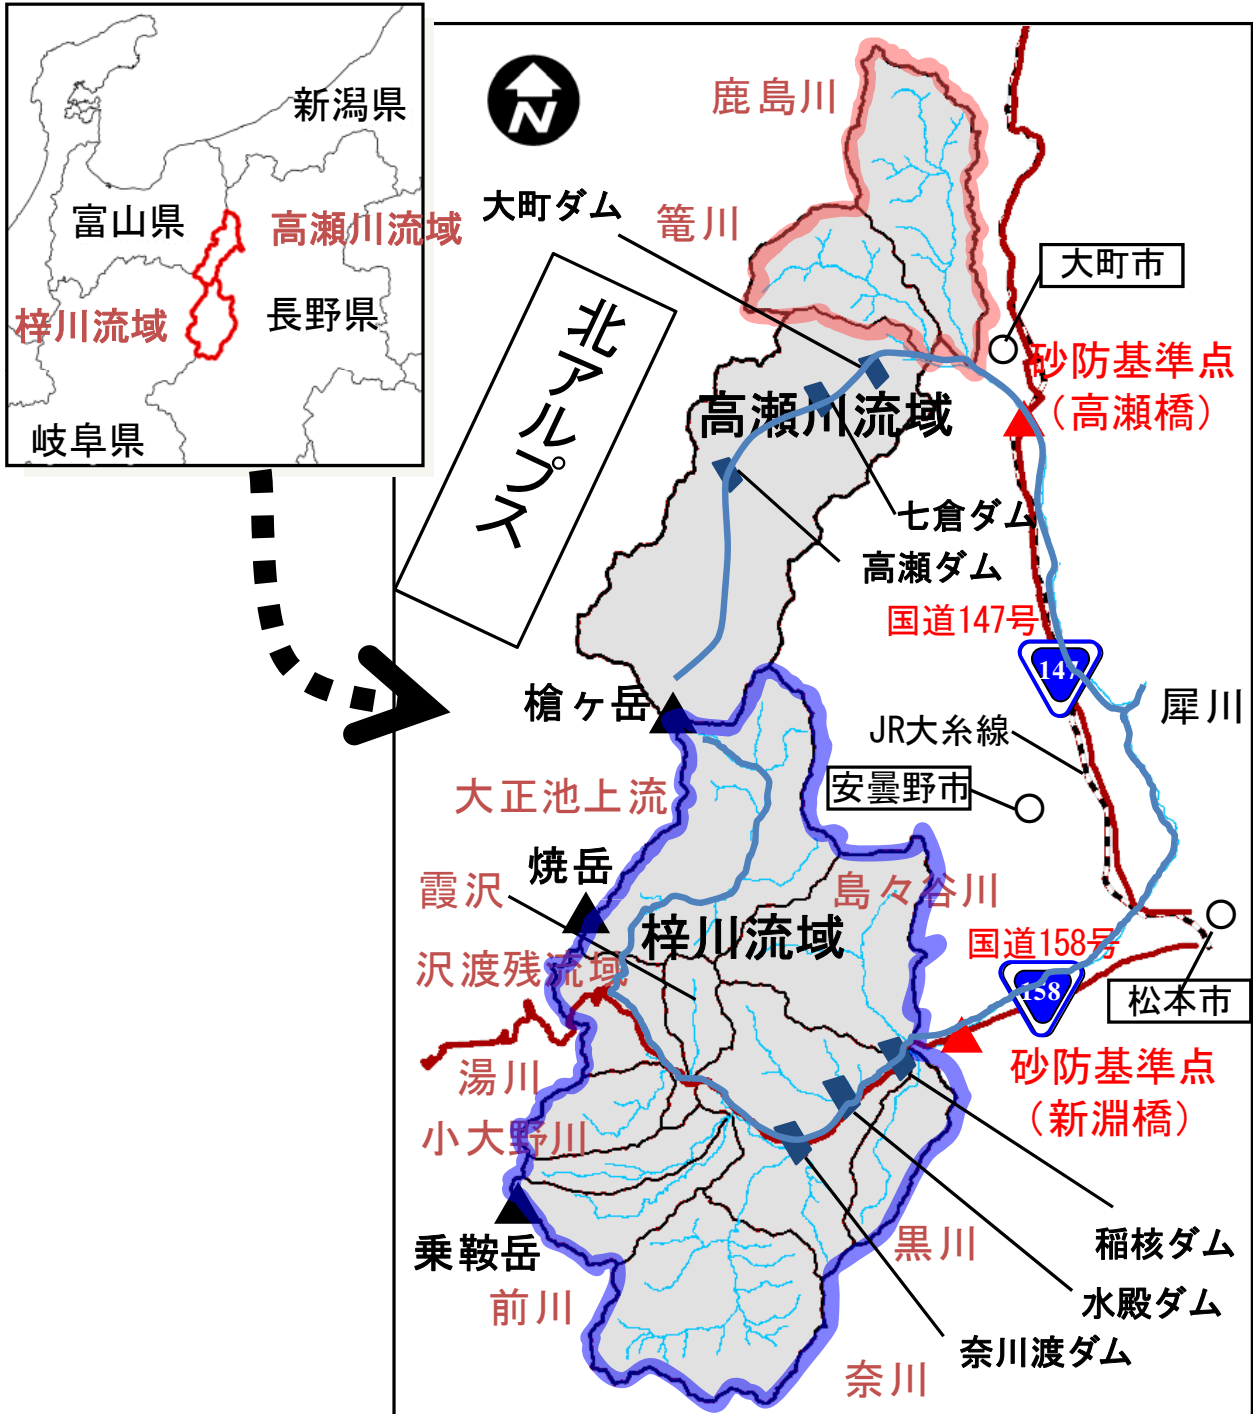 新潟県
富山県
高瀬川流域
長野県
梓川流域
岐阜県
N
鹿島川
大町ダム
篭川
大町市
北アルプス
砂防基準点
(高瀬橋)
高瀬川流域
七倉ダム
高瀬ダム
国道147号
147
槍ヶ岳
犀川
JR大糸線
大正池上流
安曇野市
焼岳
霞沢
島々谷川
梓川流域
国道158号
沢渡残流域
158
松本市
湯川
砂防基準点
(新淵橋)
小大野川
乗鞍岳
黒川
稲核ダム
前川
水殿ダム
奈川渡ダム
奈川